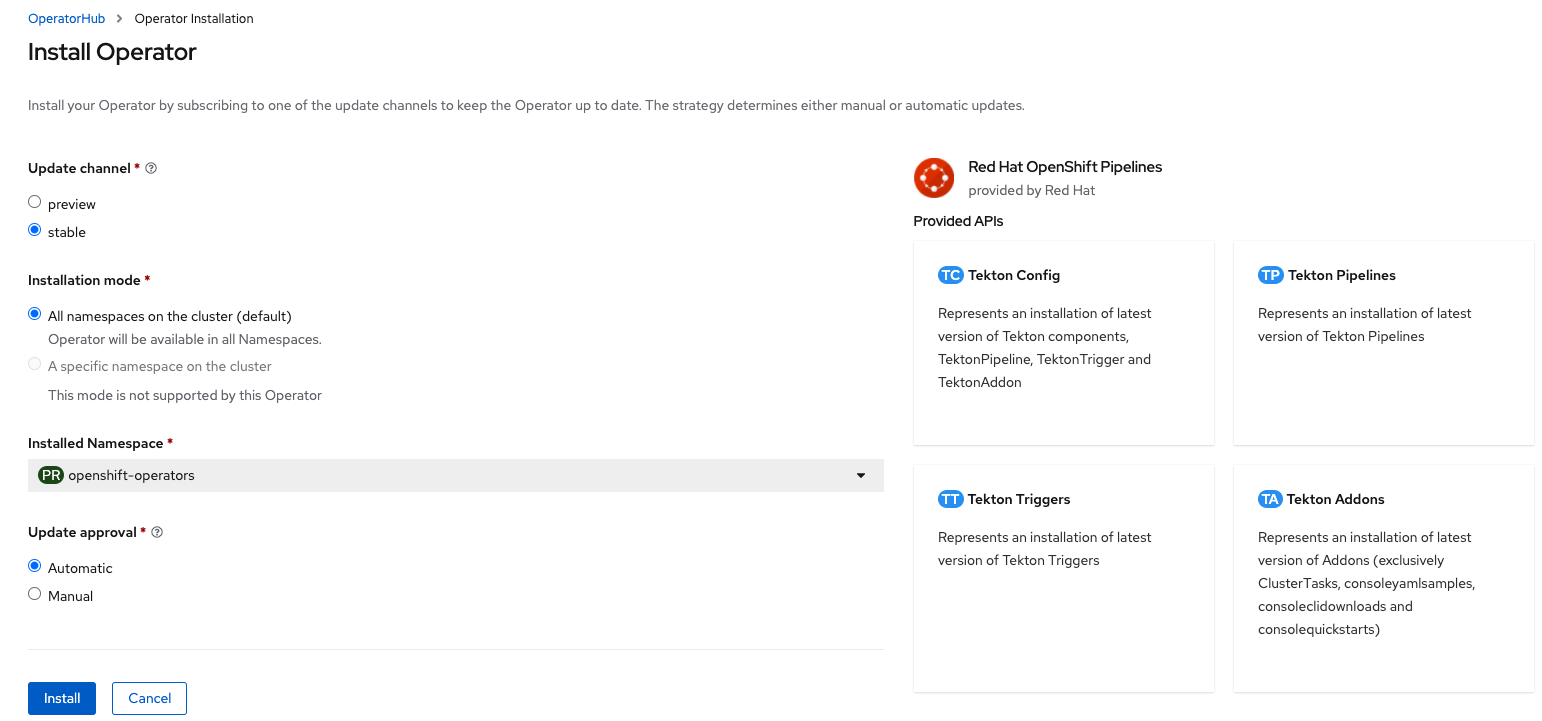 OperatorHub > Operator Installation
Install Operator
Install your Operator by subscribing to one of the update channels to keep the Operator up to date. The strategy determines either manual or automatic updates.
Update channel *
preview
stable
Installation mode *
All namespaces on the cluster (default)
Operator will be available in all Namespaces.
A specific namespace on the cluster
This mode is not supported by this Operator
Installed Namespace *
PR openshift-operators
Update approval *
Automatic
Manual
Install Cancel
Red Hat OpenShift Pipelines
provided by Red Hat
Provided APIs
TC Tekton Config
Represents an installation of latest
version of Tekton components,
TektonPipeline, TektonTrigger and
TektonAddon
TP Tekton Pipelines
Represents an installation of latest
version of Tekton Pipelines
TT Tekton Triggers
Represents an installation of latest
version of Tekton Triggers
TA Tekton Addons
Represents an installation of latest
version of Addons (exclusively
ClusterTasks, consoleyamlsamples,
consoleclidownloads and
consolequickstarts)